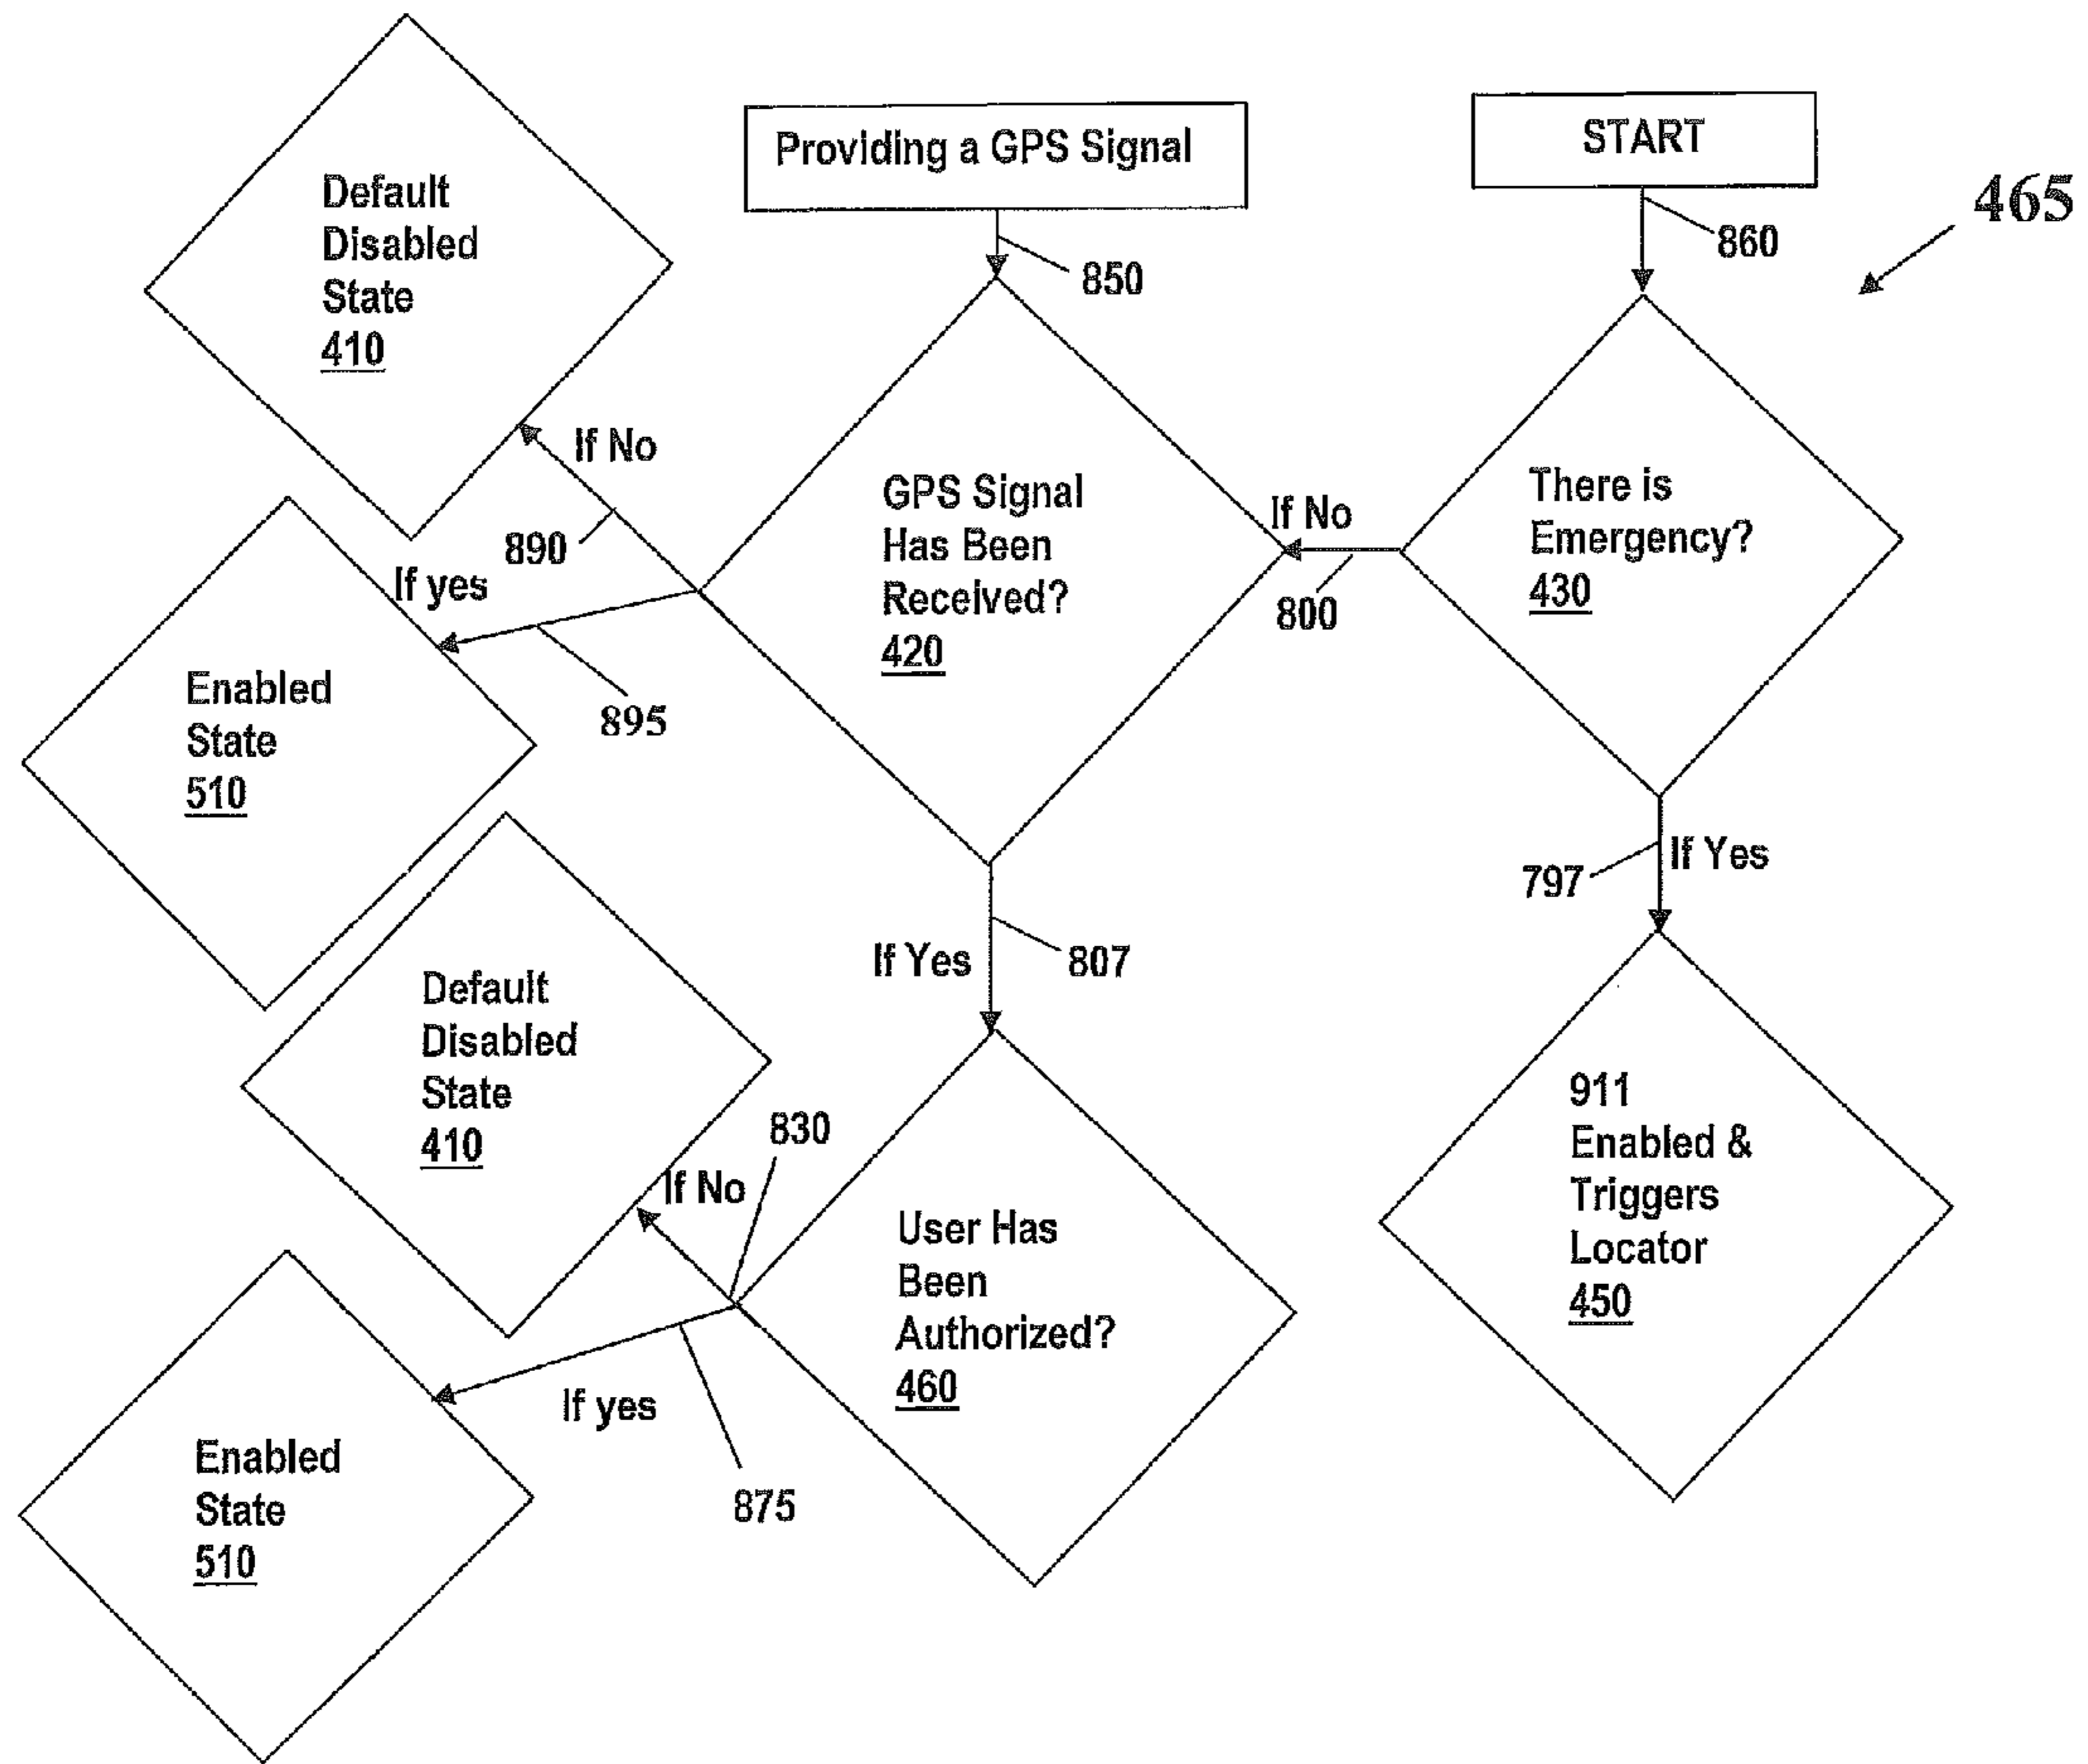 Providing a GPS Signal
START
465
860
850
Default
Disabled
State
410
If No
890
GPS Signal
Has Been
Received?
420
If No
800
There is
Emergency?
430
If yes
895
Enabled
State
510
If Yes
807
797
If Yes
Default
Disabled
State
410
830
If No
User Has
Been
Authorized?
460
911
Enabled &
Triggers
Locator
450
If yes
875
Enabled
State
510